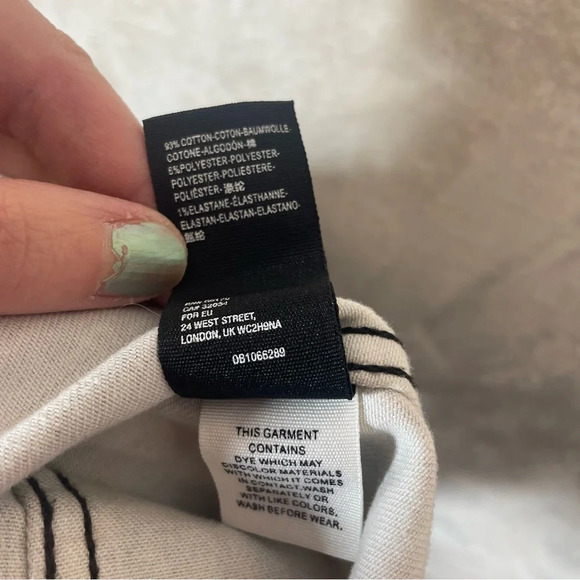 93% COTTON-COTON-BAUMWOLLE-
COTONE-ALGODÓN-棉
6%POLYESTER-POLYESTER-
POLYESTER-POLIESTERE-
POLIÉSTER-涤纶
1%ELASTANE-ÉLASTHANNE-
ELASTAN-ELASTAN-ELASTANO-
氨纶
CA# 32654
FOR EU
24 WEST STREET,
LONDON, UK WC2H9NA
0B1066289
THIS GARMENT
CONTAINS
DYE WHICH MAY
DISCOLOR MATERIALS
WITH WHICH IT COMES
IN CONTACT.WASH
SEPARATELY OR
WITH LIKE COLORS.
WASH BEFORE WEAR.